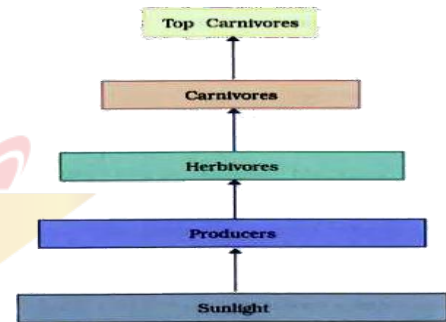 Top Carnivores
Carnivores
Herbivores
Producers
Sunlight